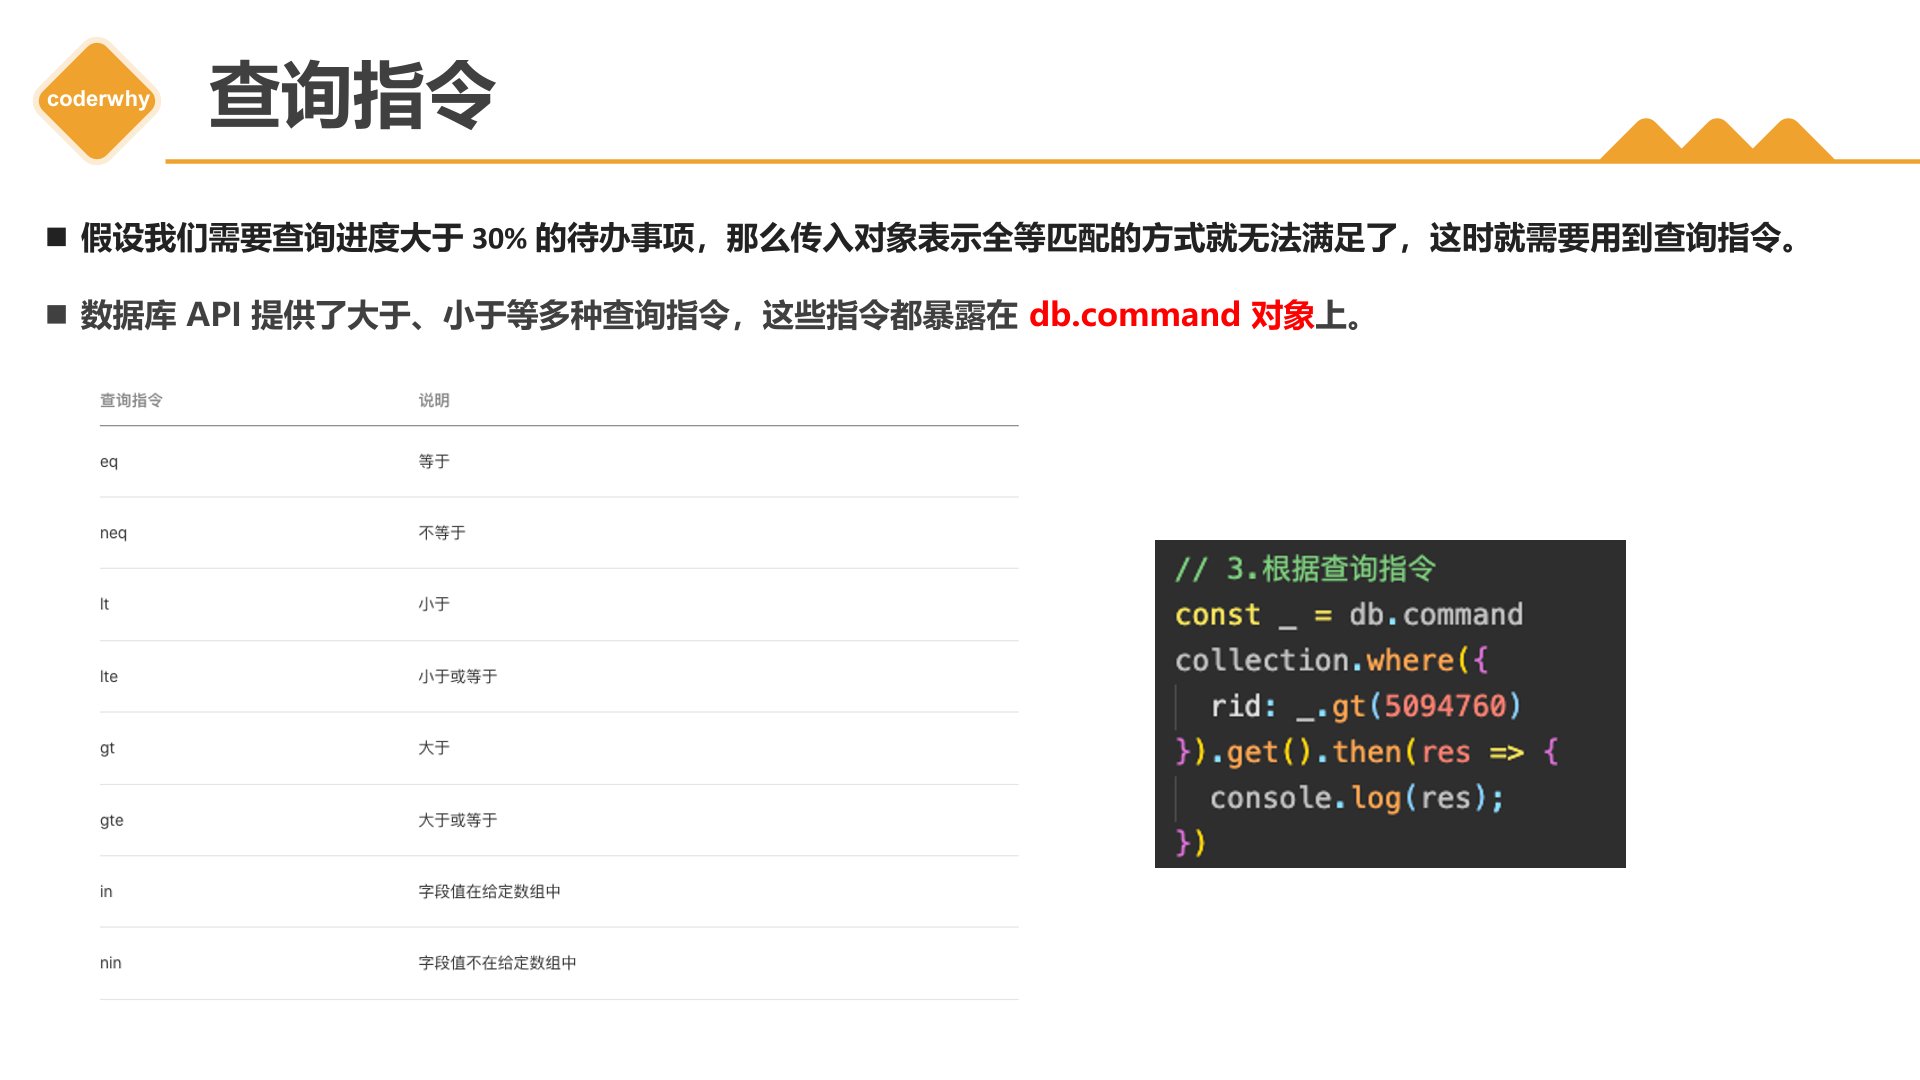 coderwhy
查询指令
■ 假设我们需要查询进度大于 30% 的待办事项，那么传入对象表示全等匹配的方式就无法满足了，这时就需要用到查询指令。
■ 数据库 API 提供了大于、小于等多种查询指令，这些指令都暴露在 db.command 对象上。
查询指令 说明
eq 等于
neq 不等于
lt 小于
lte 小于或等于
gt 大于
gte 大于或等于
in 字段值在给定数组中
nin 字段值不在给定数组中
// 3.根据查询指令
const _ = db.command
collection.where({
  rid: _.gt(5094760)
}).get().then(res => {
  console.log(res);
})